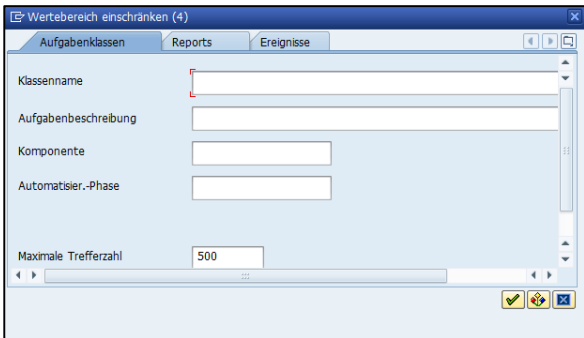 Wertebereich einschränken (4)
Aufgabenklassen Reports Ereignisse
Klassenname
Aufgabenbeschreibung
Komponente
Automatisier.-Phase
Maximale Trefferzahl 500